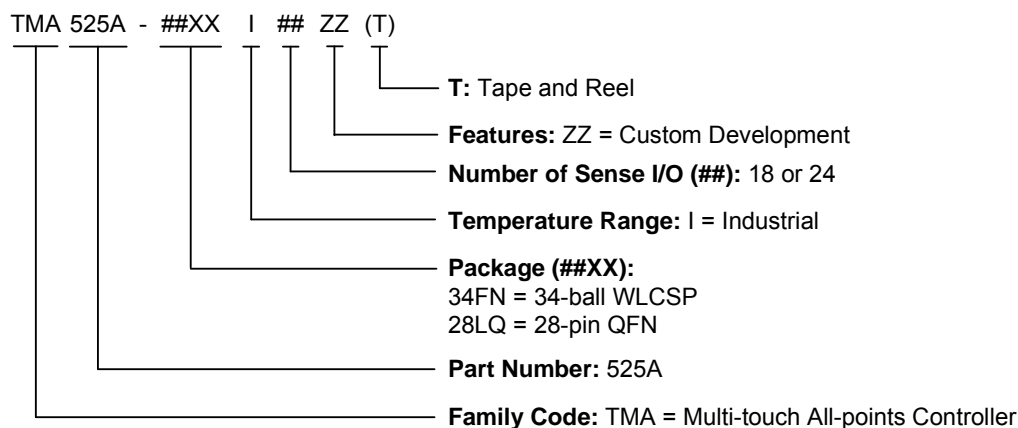 TMA 525A - ##XX I ## ZZ (T)
T: Tape and Reel
Features: ZZ = Custom Development
Number of Sense I/O (##): 18 or 24
Temperature Range: I = Industrial
Package (##XX):
34FN = 34-ball WLCSP
28LQ = 28-pin QFN
Part Number: 525A
Family Code: TMA = Multi-touch All-points Controller